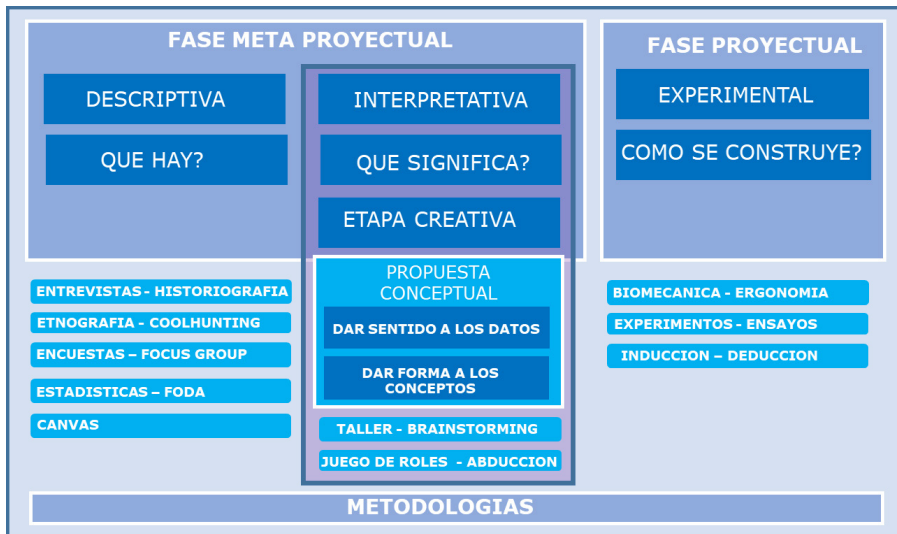 FASE META PROYECTUAL
DESCRIPTIVA
QUE HAY?
INTERPRETATIVA
QUE SIGNIFICA?
ETAPA CREATIVA
FASE PROYECTUAL
EXPERIMENTAL
COMO SE CONSTRUYE?
ENTREVISTAS - HISTORIOGRAFIA
ETNOGRAFIA - COOLHUNTING
ENCUESTAS – FOCUS GROUP
ESTADISTICAS – FODA
CANVAS
PROPUESTA
CONCEPTUAL
DAR SENTIDO A LOS DATOS
DAR FORMA A LOS
CONCEPTOS
TALLER - BRAINSTORMING
JUEGO DE ROLES - ABDUCCION
BIOMECANICA - ERGONOMIA
EXPERIMENTOS - ENSAYOS
INDUCCION – DEDUCCION
METODOLOGIAS